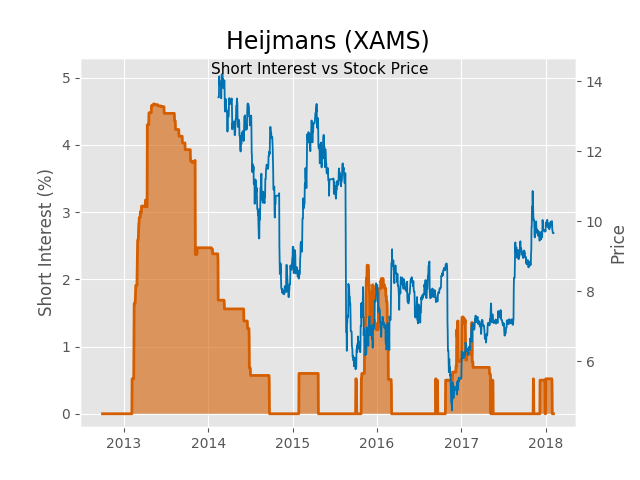 Heijmans (XAMS)
Short Interest vs Stock Price
Short Interest (%)
5
4
3
2
1
0
14
12
10
8
6
Price
2013 2014 2015 2016 2017 2018